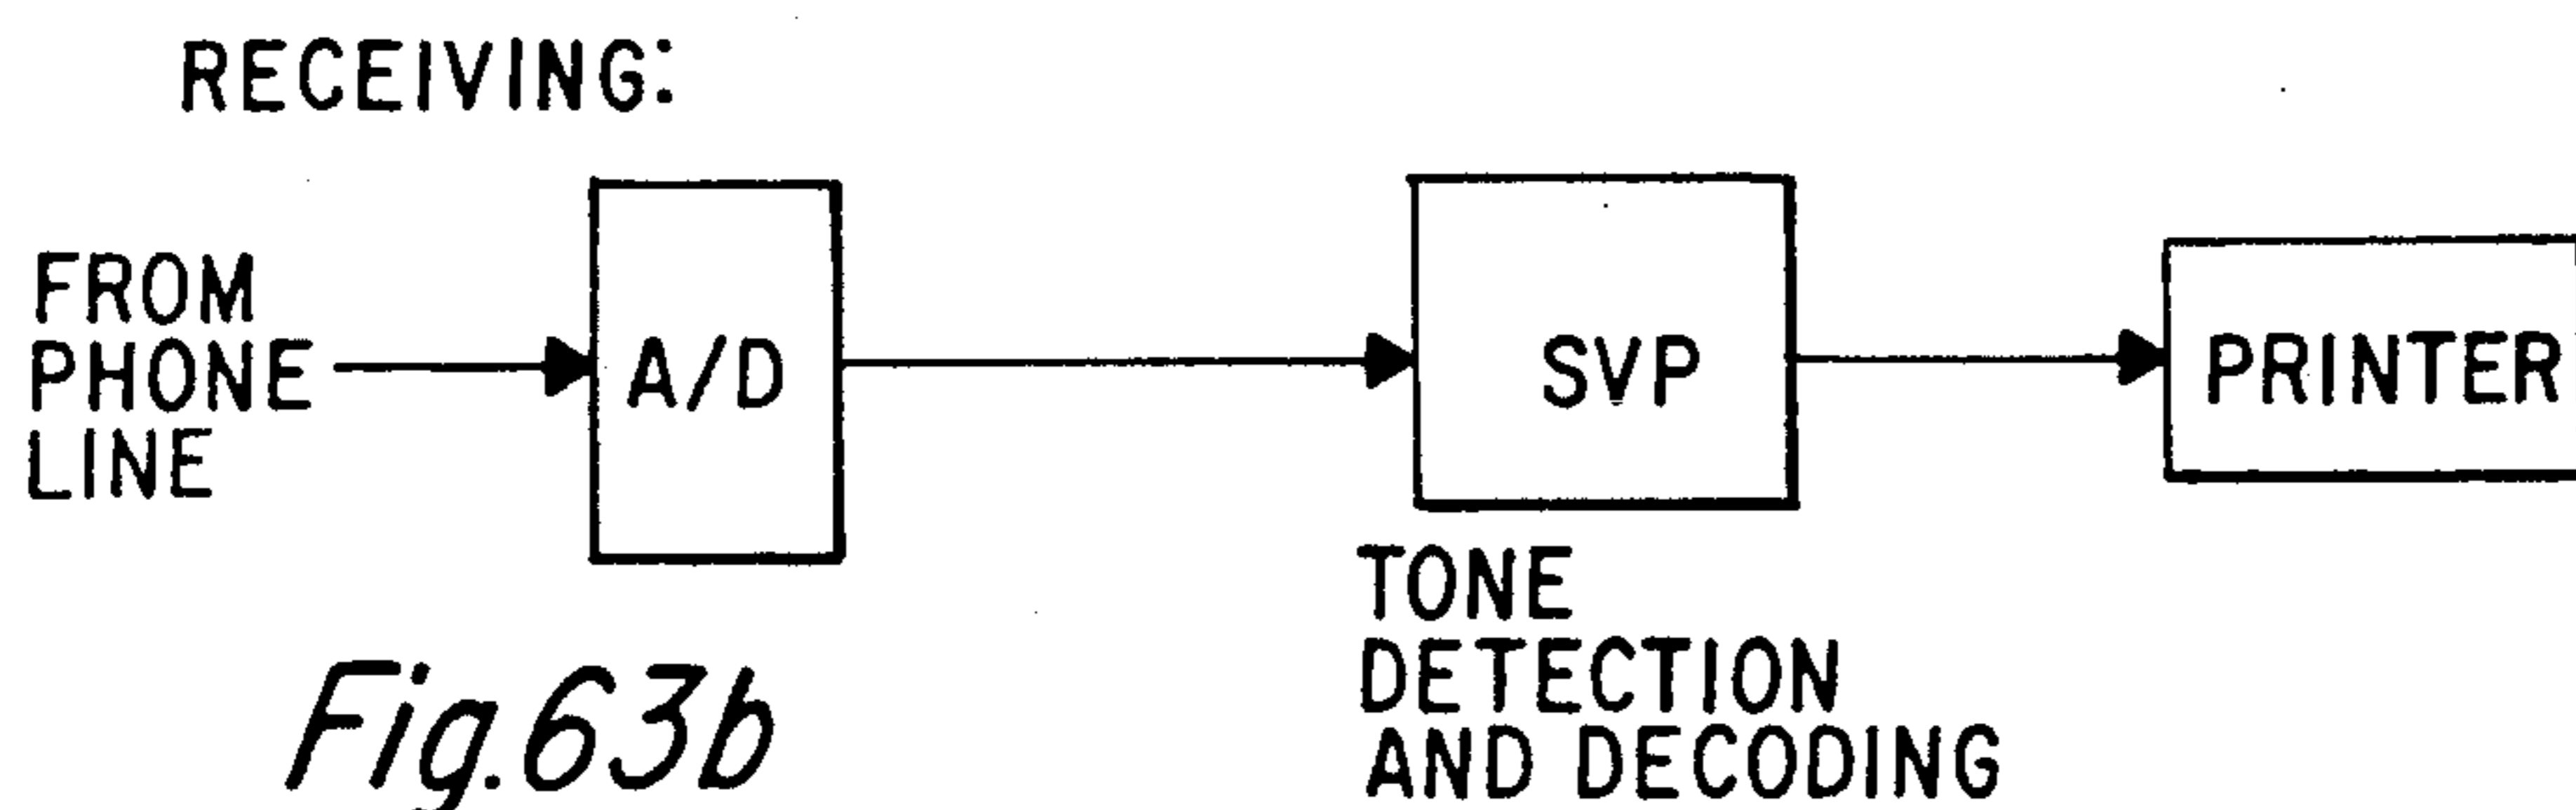 RECEIVING:
FROM
PHONE
LINE
A/D
SVP
PRINTER
TONE
DETECTION
AND DECODING
Fig.63b